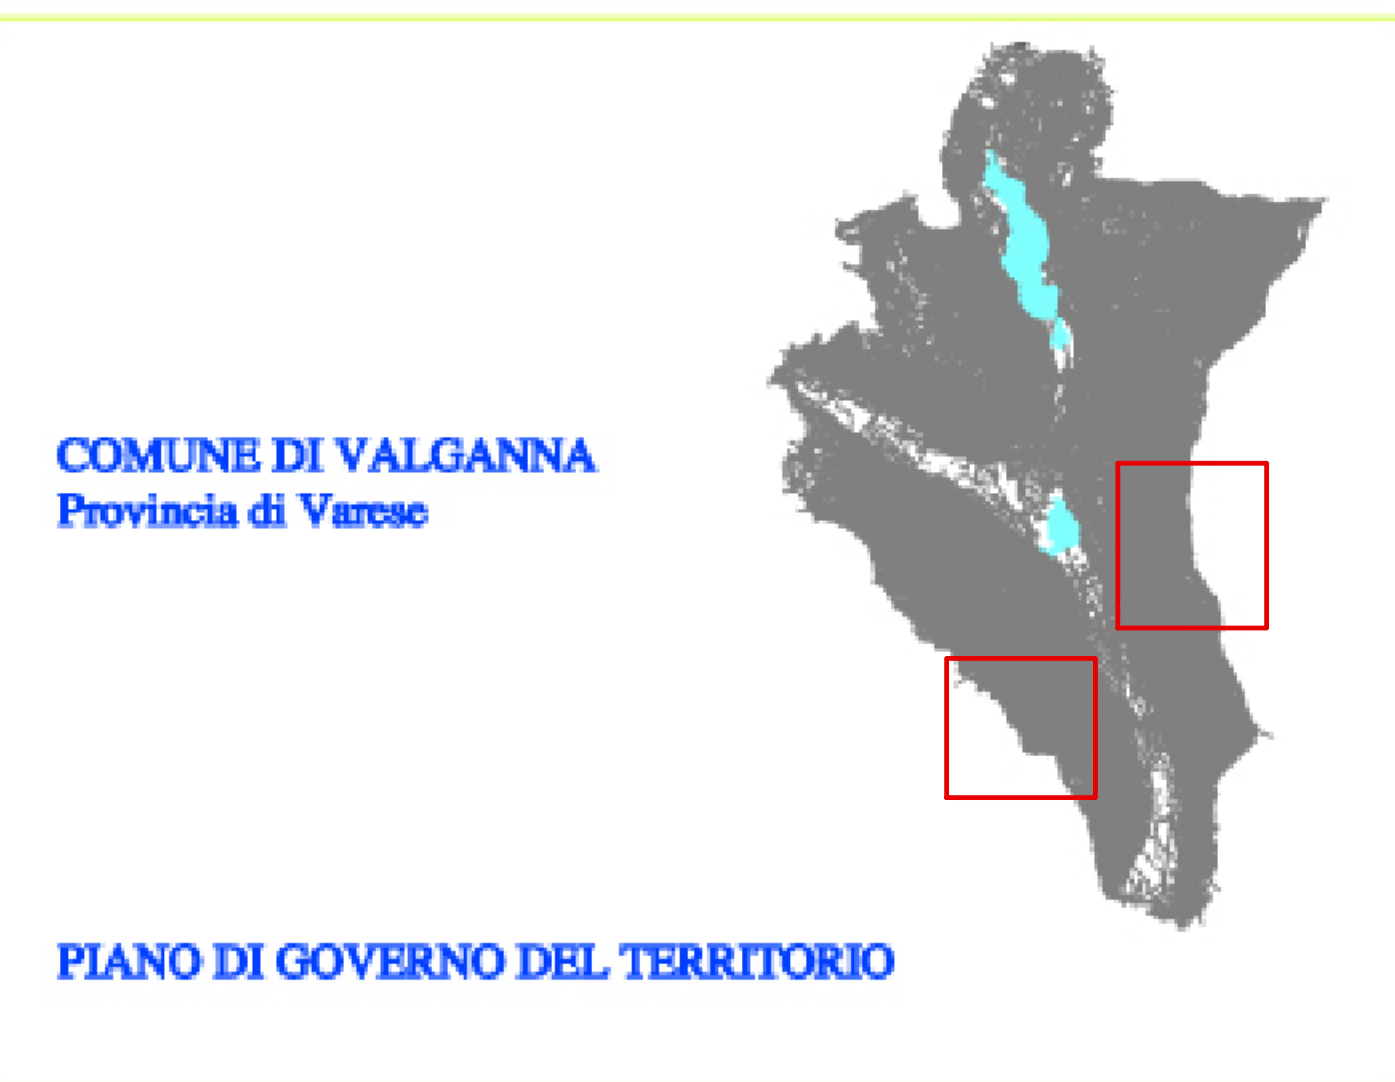 COMUNE DI VALGANNA
Provincia di Varese
PIANO DI GOVERNO DEL TERRITORIO